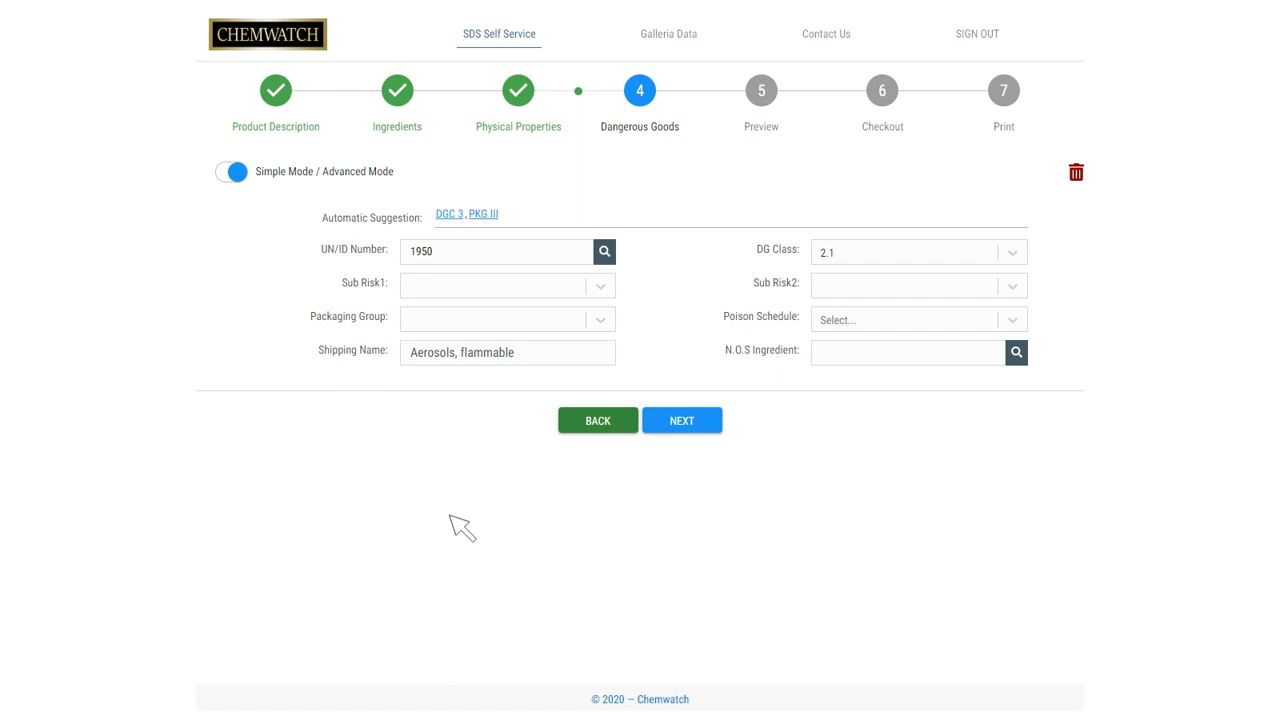 CHEMWATCH
SDS Self Service Galleria Data Contact Us SIGN OUT
4 5 6 7
Product Description Ingredients Physical Properties Dangerous Goods Preview Checkout Print
Simple Mode / Advanced Mode
Automatic Suggestion: DGC 3 , PKG III
UN/ID Number: 1950 DG Class: 2.1
Sub Risk1: Sub Risk2:
Packaging Group: Poison Schedule: Select...
Shipping Name: Aerosols, flammable N.O.S Ingredient:
BACK NEXT
© 2020 — Chemwatch